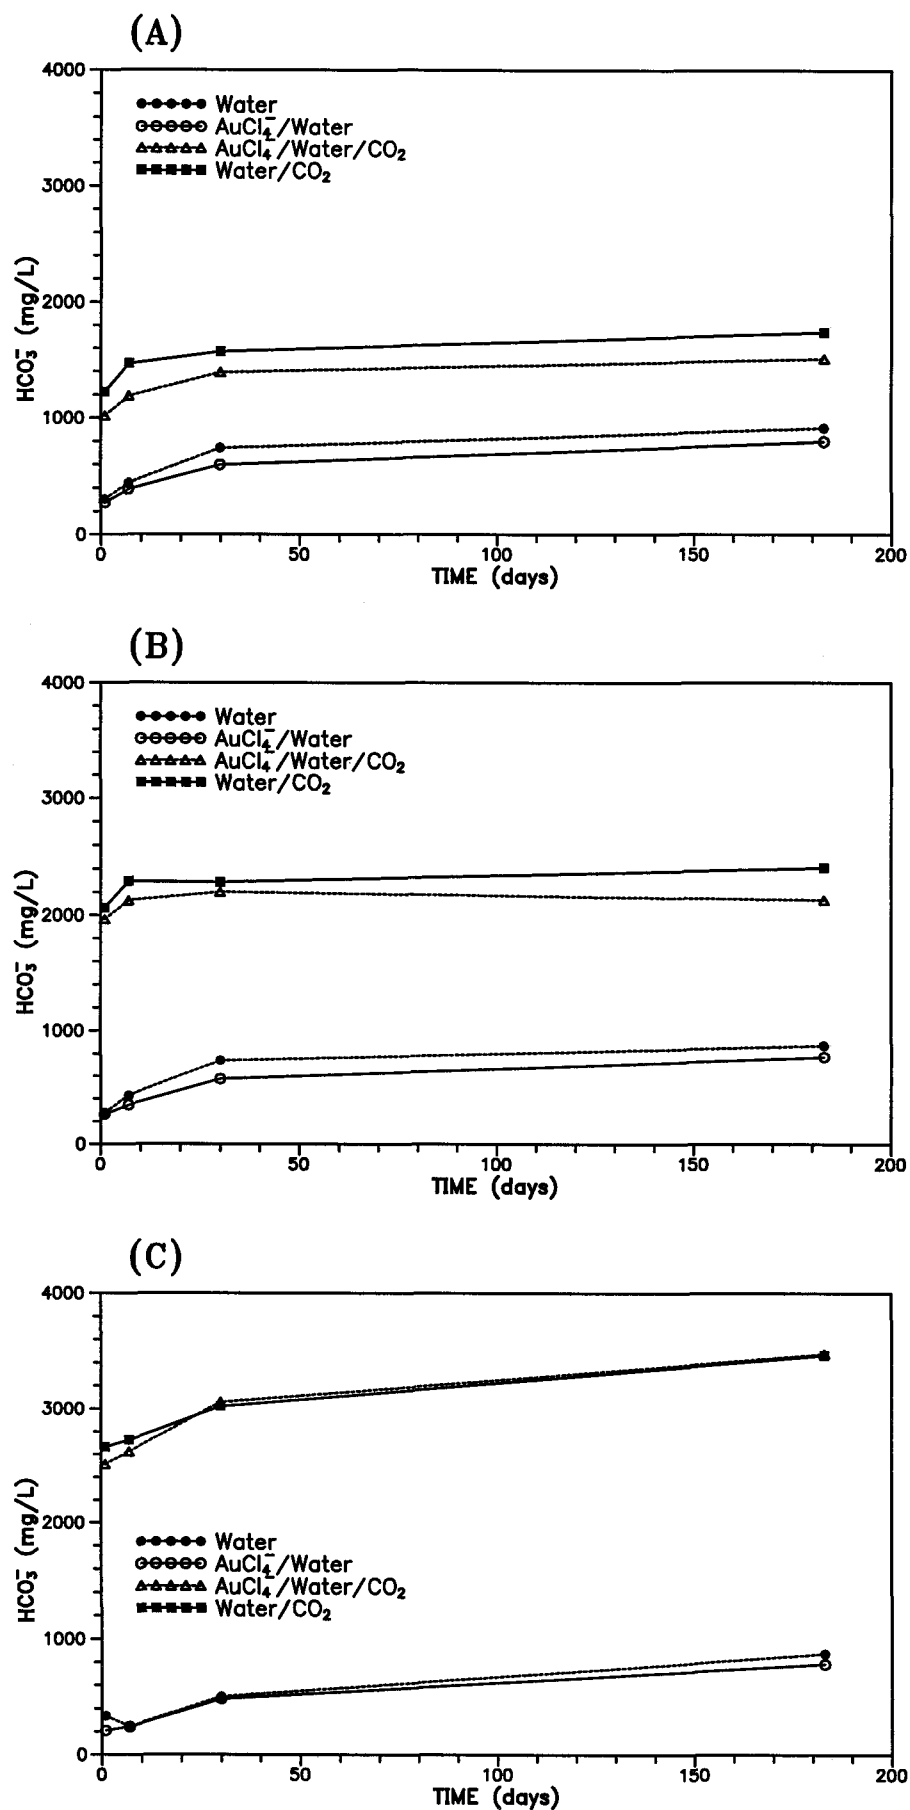 (A)
4000
3000
2000
1000
0
HCO₃⁻ (mg/L)
Water
AuCl₄⁻/Water
AuCl₄⁻/Water/CO₂
Water/CO₂
0 50 100 150 200
TIME (days)
(B)
4000
3000
2000
1000
0
HCO₃⁻ (mg/L)
Water
AuCl₄⁻/Water
AuCl₄⁻/Water/CO₂
Water/CO₂
0 50 100 150 200
TIME (days)
(C)
4000
3000
2000
1000
0
HCO₃⁻ (mg/L)
Water
AuCl₄⁻/Water
AuCl₄⁻/Water/CO₂
Water/CO₂
0 50 100 150 200
TIME (days)